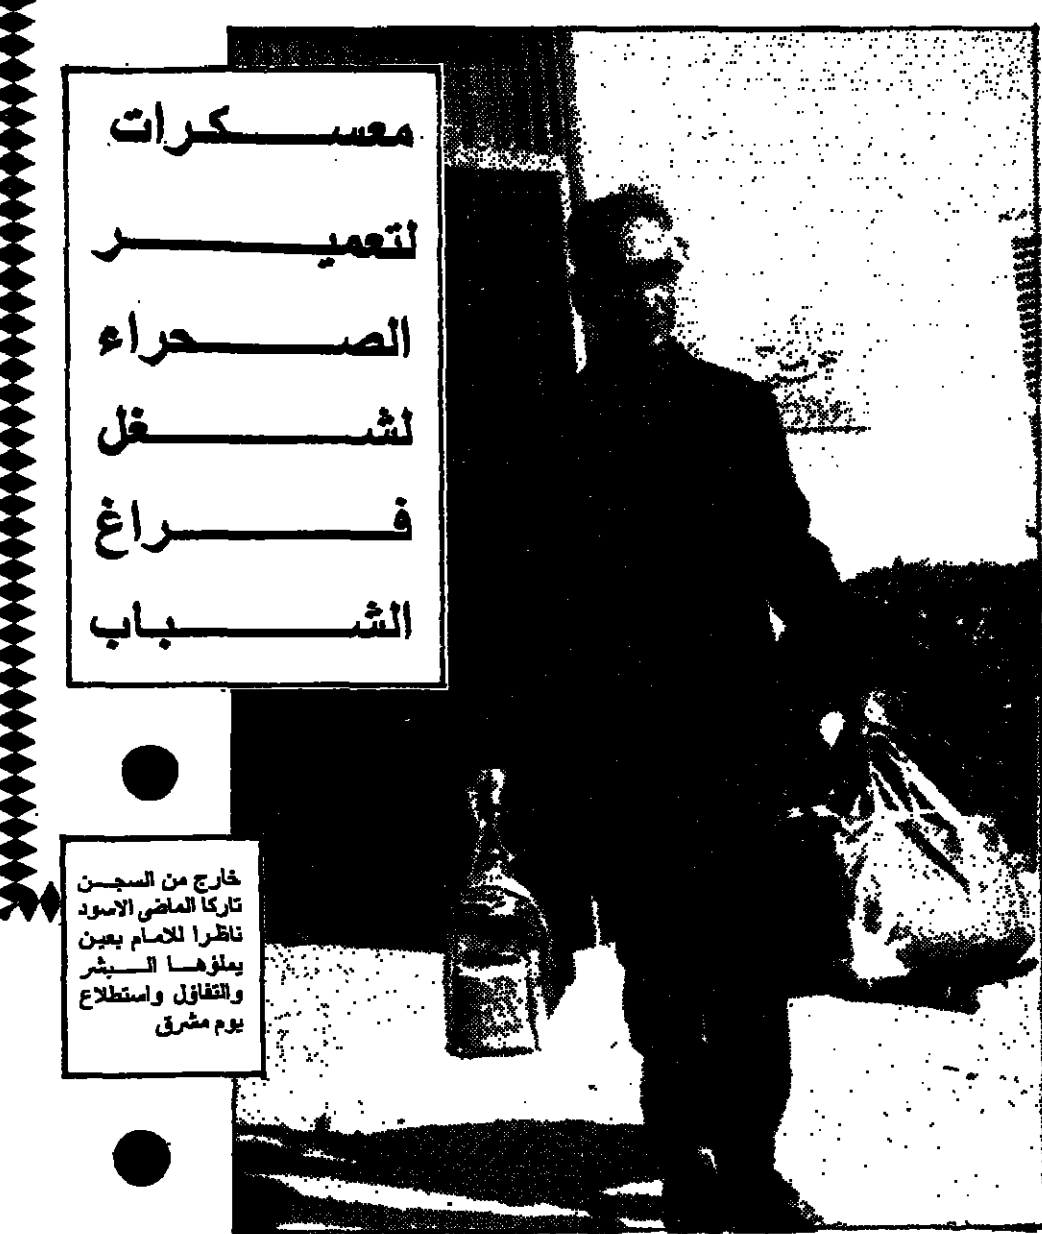 معسكرات
لتعمير
الصحراء
لشغل
فراغ
الشباب
خارج من السجن
تاركا الماضى الاسود
ناظرا للامام بعين
يملؤها البشر
والتفاؤل واستطلاع
يوم مشرق